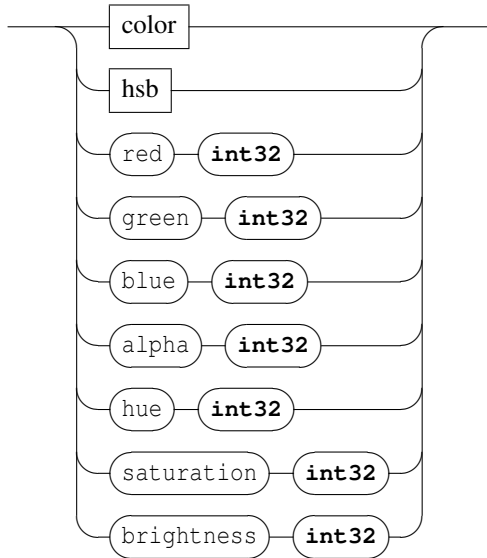 color
hsb
red int32
green int32
blue int32
alpha int32
hue int32
saturation int32
brightness int32